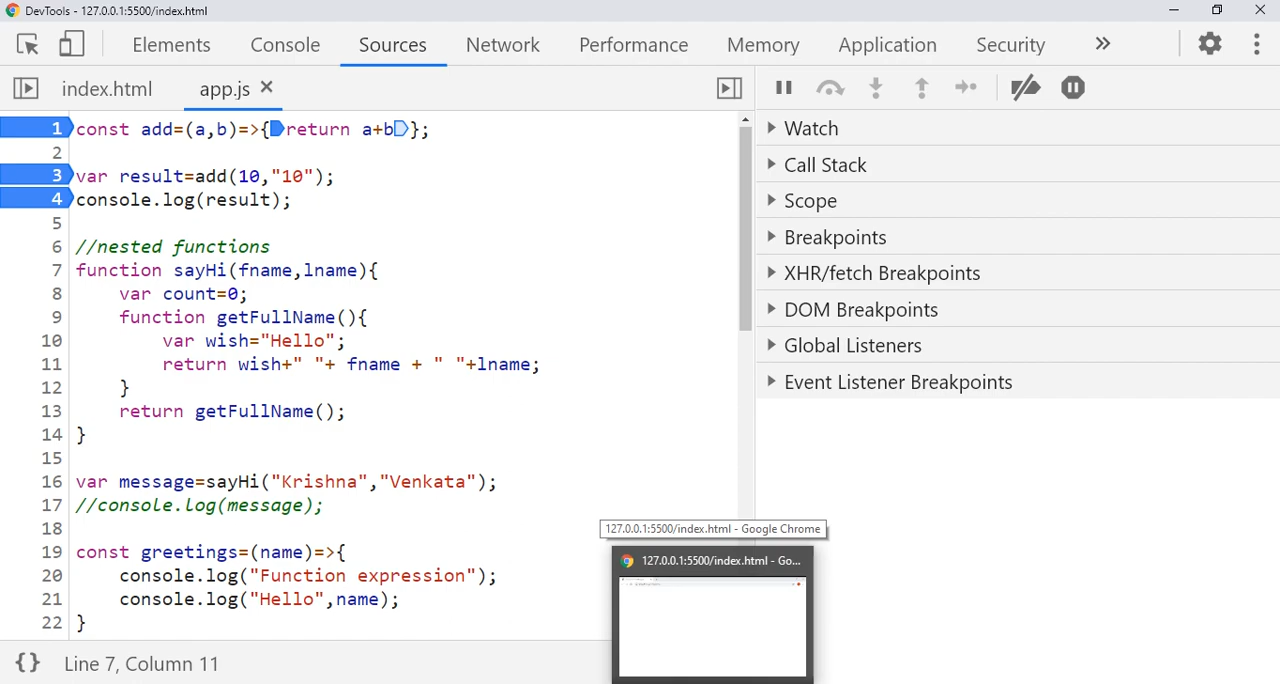 DevTools - 127.0.0.1:5500/index.html
Elements Console Sources Network Performance Memory Application Security »
index.html app.js ×
1 const add=(a,b)=>{return a+b};
2
3 var result=add(10,"10");
4 console.log(result);
5
6 //nested functions
7 function sayHi(fname,lname){
8 var count=0;
9 function getFullName(){
10 var wish="Hello";
11 return wish+" "+ fname + " "+lname;
12 }
13 return getFullName();
14 }
15
16 var message=sayHi("Krishna","Venkata");
17 //console.log(message);
18
19 const greetings=(name)=>{
20 console.log("Function expression");
21 console.log("Hello",name);
22 }
{} Line 7, Column 11
Watch
Call Stack
Scope
Breakpoints
XHR/fetch Breakpoints
DOM Breakpoints
Global Listeners
Event Listener Breakpoints
127.0.0.1:5500/index.html - Google Chrome
127.0.0.1:5500/index.html - Go...